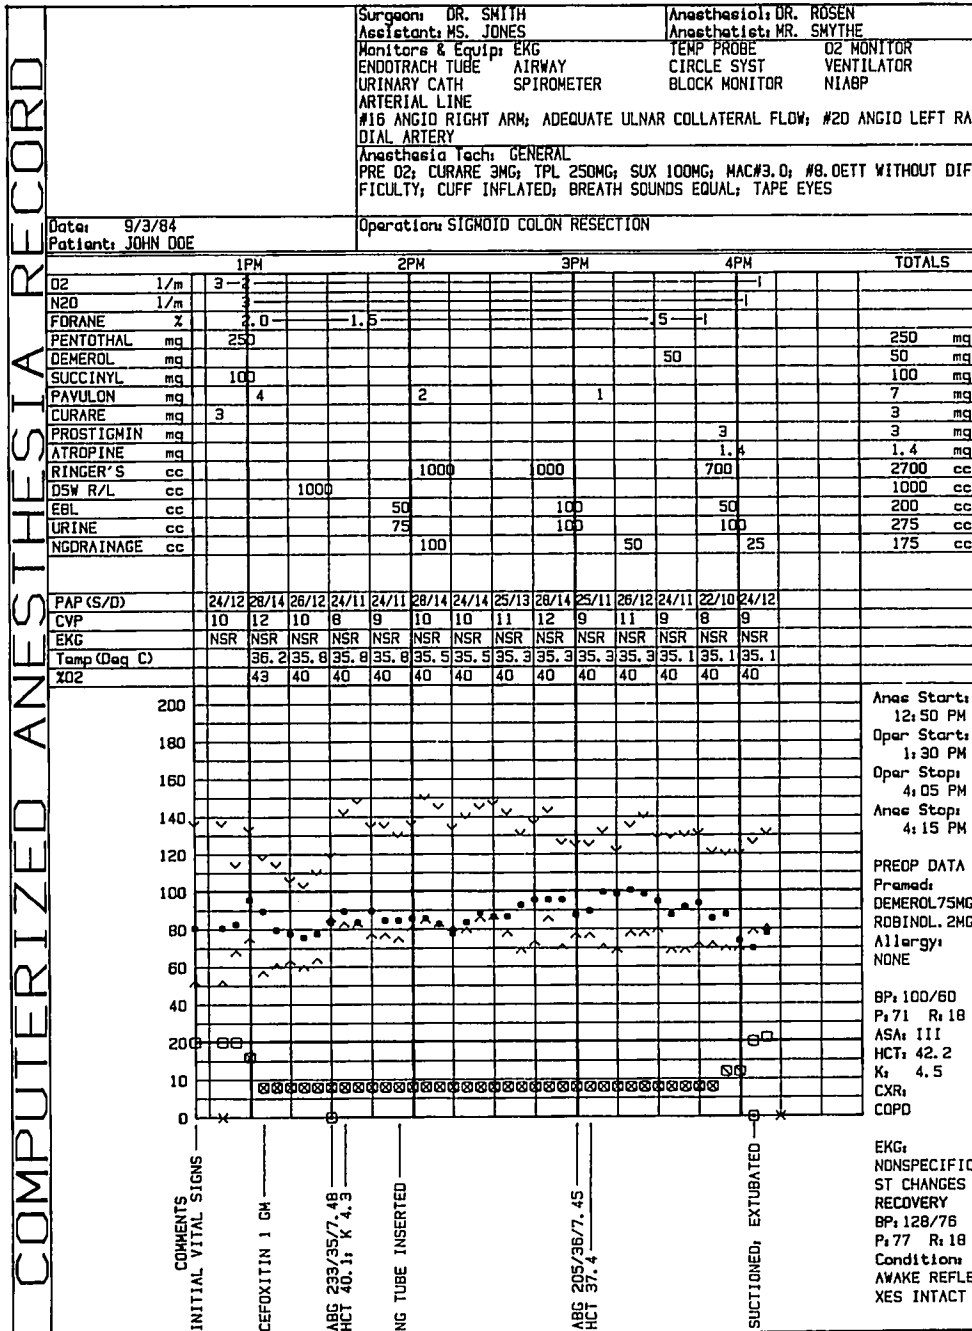 COMPUTERIZED ANESTHESIA RECORD
Surgeon: DR. SMITH Anesthesiol: DR. ROSEN
Assistant: MS. JONES Anesthetist: MR. SMYTHE
Monitors & Equip: EKG TEMP PROBE O2 MONITOR
ENDOTRACH TUBE AIRWAY CIRCLE SYST VENTILATOR
URINARY CATH SPIROMETER BLOCK MONITOR NIABP
ARTERIAL LINE
#16 ANGIO RIGHT ARM; ADEQUATE ULNAR COLLATERAL FLOW; #20 ANGIO LEFT RA
DIAL ARTERY
Anesthesia Tech: GENERAL
PRE O2; CURARE 3MG; TPL 250MG; SUX 100MG; MAC#3.0; #8.0ETT WITHOUT DIF
FICULTY; CUFF INFLATED; BREATH SOUNDS EQUAL; TAPE EYES
Date: 9/3/84 Operation: SIGMOID COLON RESECTION
Patient: JOHN DOE
1PM 2PM 3PM 4PM TOTALS
O2 l/m 3 2
N2O l/m 3
FORANE % 2.0 1.5 .5
PENTOTHAL mg 250 250 mg
DEMEROL mg 50 50 mg
SUCCINYL mg 100 100 mg
PAVULON mg 4 2 1 7 mg
CURARE mg 3 3 mg
PROSTIGMIN mg 3 3 mg
ATROPINE mg 1.4 1.4 mg
RINGER'S cc 1000 1000 700 2700 cc
D5W R/L cc 1000 1000 cc
EBL cc 50 100 50 200 cc
URINE cc 75 100 100 275 cc
NGDRAINAGE cc 100 50 25 175 cc
PAP (S/D) 24/12 28/14 26/12 24/11 24/11 28/14 24/14 25/13 28/14 25/11 26/12 24/11 22/10 24/12
CVP 10 12 10 8 9 10 10 11 12 9 11 9 8 9
EKG NSR NSR NSR NSR NSR NSR NSR NSR NSR NSR NSR NSR NSR NSR
Temp (Deg C) 36.2 35.8 35.8 35.8 35.5 35.5 35.3 35.3 35.3 35.3 35.1 35.1 35.1
%O2 43 40 40 40 40 40 40 40 40 40 40 40 40
200
180
160
140
120
100
80
60
40
20
10
0
Anes Start:
12:50 PM
Oper Start:
1:30 PM
Oper Stop:
4:05 PM
Anes Stop:
4:15 PM
PREOP DATA
Premed:
DEMEROL75MG
ROBINOL.2MG
Allergy:
NONE
BP: 100/60
P:71 R:18
ASA: III
HCT: 42.2
K: 4.5
CXR:
COPD
EKG:
NONSPECIFIC
ST CHANGES
RECOVERY
BP: 128/76
P:77 R:18
Condition:
AWAKE REFLE
XES INTACT
COMMENTS
INITIAL VITAL SIGNS
CEFOXITIN 1 GM
ABG 233/35/7.48
HCT 40.1; K 4.3
NG TUBE INSERTED
ABG 205/36/7.45
HCT 37.4
SUCTIONED; EXTUBATED